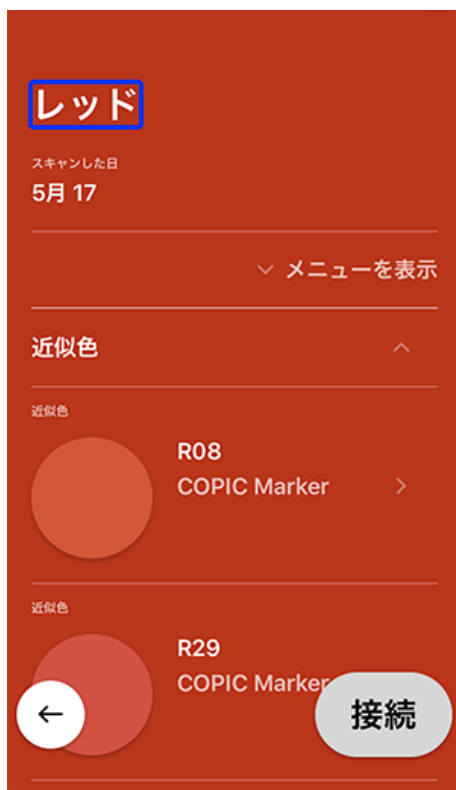 レッド
スキャンした日
5月 17
メニューを表示
近似色
近似色
R08
COPIC Marker
近似色
R29
COPIC Marker
接続